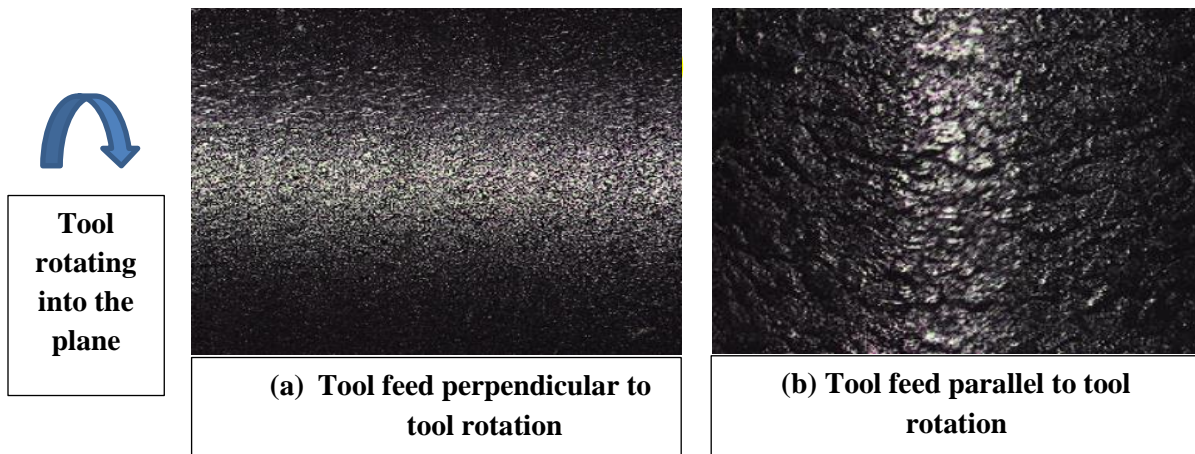 Tool
rotating
into the
plane
(a) Tool feed perpendicular to
tool rotation
(b) Tool feed parallel to tool
rotation